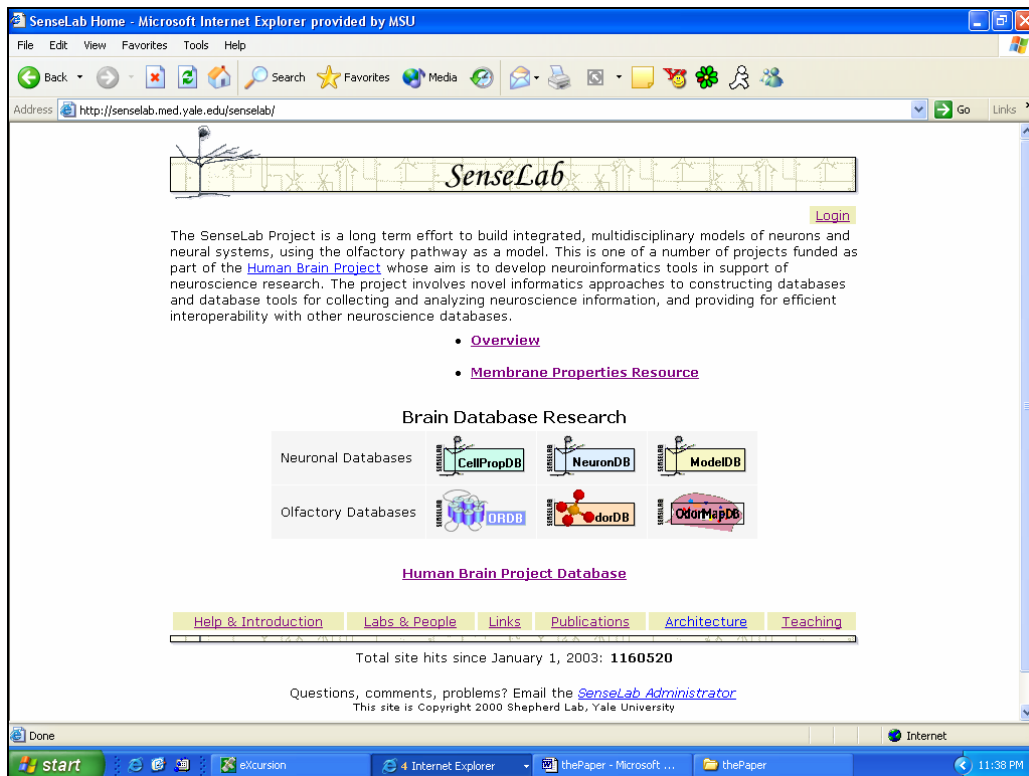 SenseLab Home - Microsoft Internet Explorer provided by MSU
File Edit View Favorites Tools Help
Back Search Favorites Media
Address http://senselab.med.yale.edu/senselab/ Go Links
SenseLab
Login
The SenseLab Project is a long term effort to build integrated, multidisciplinary models of neurons and
neural systems, using the olfactory pathway as a model. This is one of a number of projects funded as
part of the Human Brain Project whose aim is to develop neuroinformatics tools in support of
neuroscience research. The project involves novel informatics approaches to constructing databases
and database tools for collecting and analyzing neuroscience information, and providing for efficient
interoperability with other neuroscience databases.
• Overview
• Membrane Properties Resource
Brain Database Research
Neuronal Databases SENSELAB CellPropDB SENSELAB NeuronDB SENSELAB ModelDB
Olfactory Databases SENSELAB ORDB SENSELAB OdorDB SENSELAB OdorMapDB
Human Brain Project Database
Help & Introduction Labs & People Links Publications Architecture Teaching
Total site hits since January 1, 2003: 1160520
Questions, comments, problems? Email the SenseLab Administrator
This site is Copyright 2000 Shepherd Lab, Yale University
Done Internet
start eXcursion 4 Internet Explorer thePaper - Microsoft ... thePaper 11:38 PM